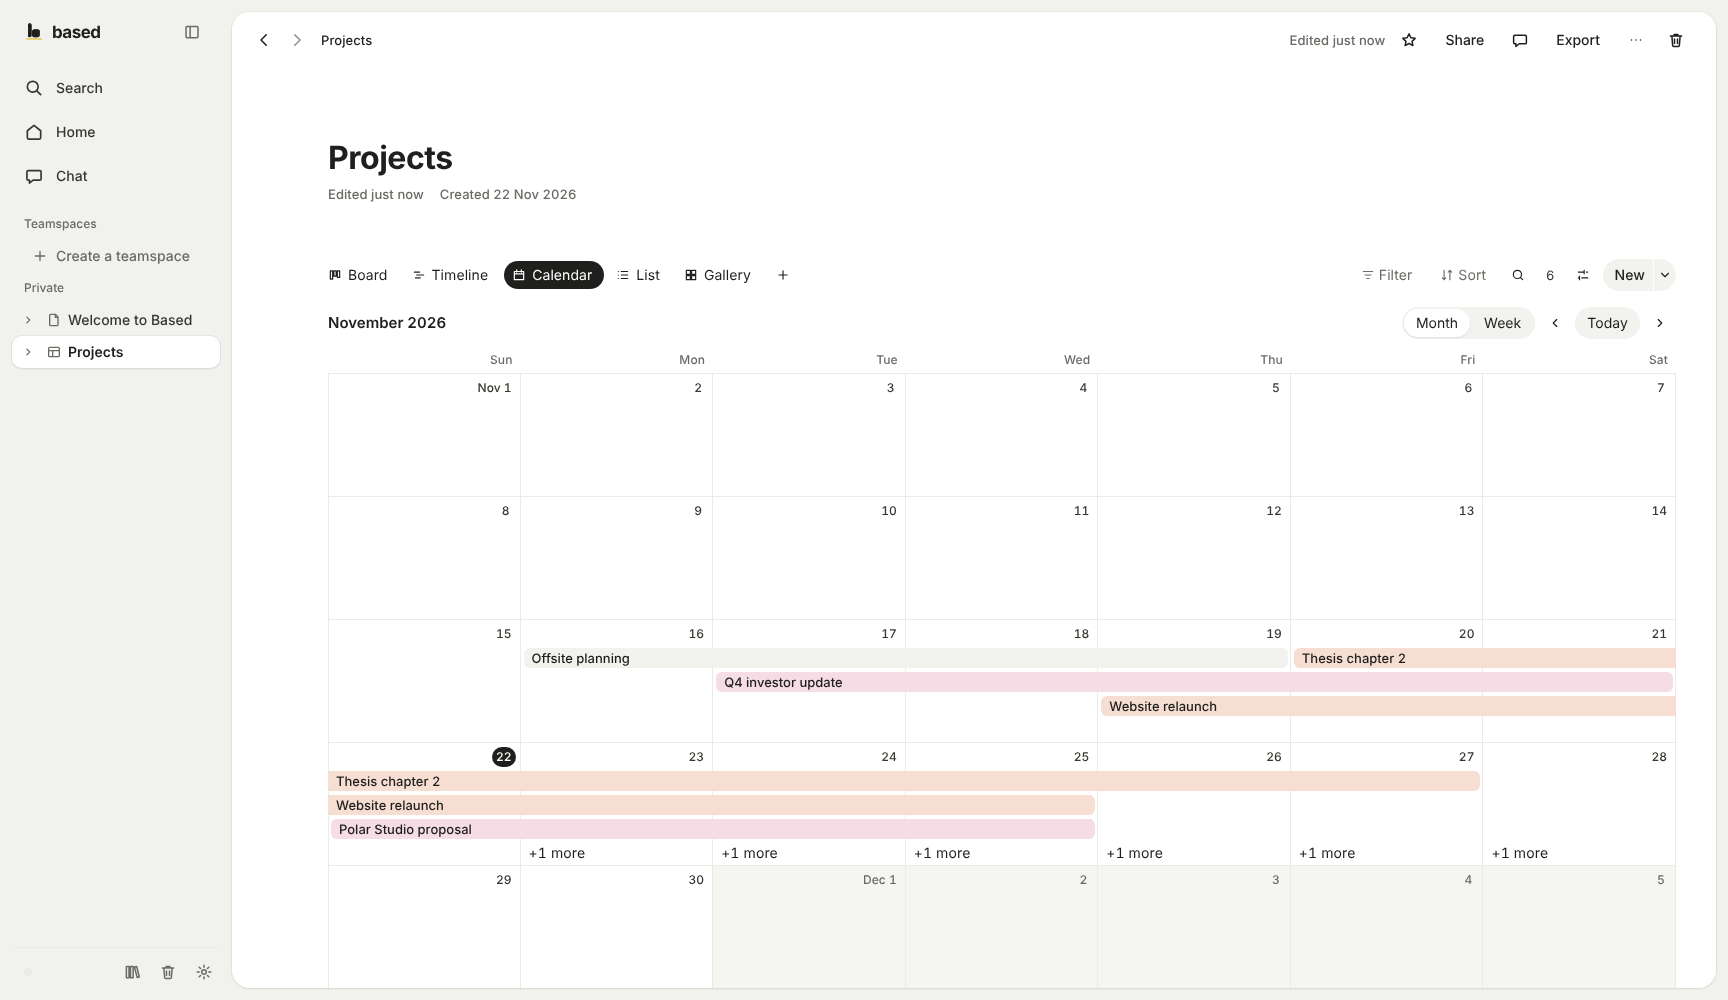 based
Search
Home
Chat
Teamspaces
Create a teamspace
Private
Welcome to Based
Projects
Projects
Edited just now
Share
Export
Projects
Edited just now Created 22 Nov 2026
Board Timeline Calendar List Gallery
Filter Sort 6 New
November 2026
Month Week Today
Sun Mon Tue Wed Thu Fri Sat
Nov 1 2 3 4 5 6 7
8 9 10 11 12 13 14
15 16 17 18 19 20 21
Offsite planning Thesis chapter 2
Q4 investor update
Website relaunch
22 23 24 25 26 27 28
Thesis chapter 2
Website relaunch
Polar Studio proposal
+1 more +1 more +1 more +1 more +1 more +1 more
29 30 Dec 1 2 3 4 5